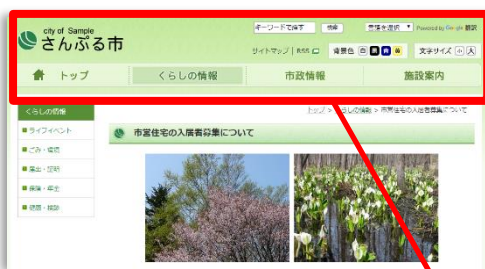 city of Sample
さんぷる市
キーワードで探す 検索 言語を選択 Powered by Google 翻訳
サイトマップ | RSS 背景色 白 黒 青 黄 文字サイズ 小 大
トップ くらしの情報 市政情報 施設案内
くらしの情報
トップ > くらしの情報 > 市営住宅の入居者募集について
ライフイベント
市営住宅の入居者募集について
ごみ・環境
届出・証明
保険・年金
健康・福祉